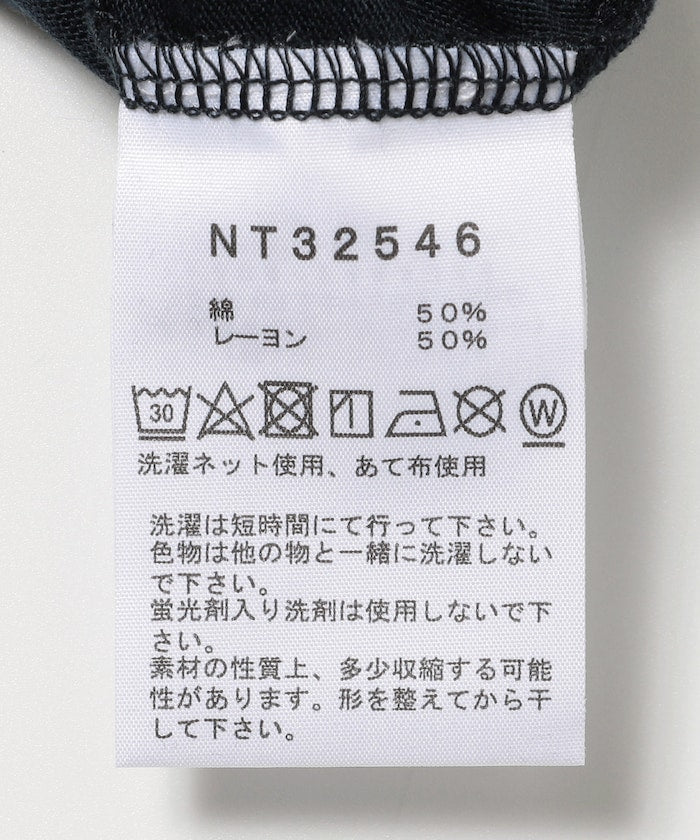 NT32546
綿 50%
レーヨン 50%
30 W
洗濯ネット使用、あて布使用
洗濯は短時間にて行って下さい。
色物は他の物と一緒に洗濯しない
で下さい。
蛍光剤入り洗剤は使用しないで下
さい。
素材の性質上、多少収縮する可能
性があります。形を整えてから干
して下さい。